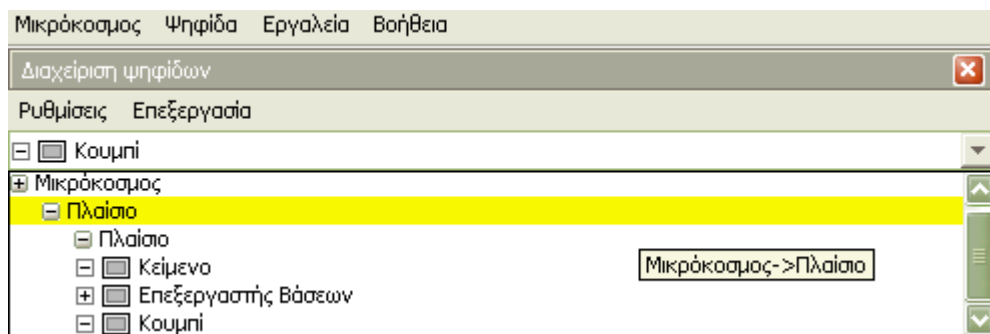 Μικρόκοσμος Ψηφίδα Εργαλεία Βοήθεια
Διαχείριση ψηφίδων
Ρυθμίσεις Επεξεργασία
Κουμπί
Μικρόκοσμος
Πλαίσιο
Πλαίσιο
Κείμενο
Μικρόκοσμος->Πλαίσιο
Επεξεργαστής Βάσεων
Κουμπί